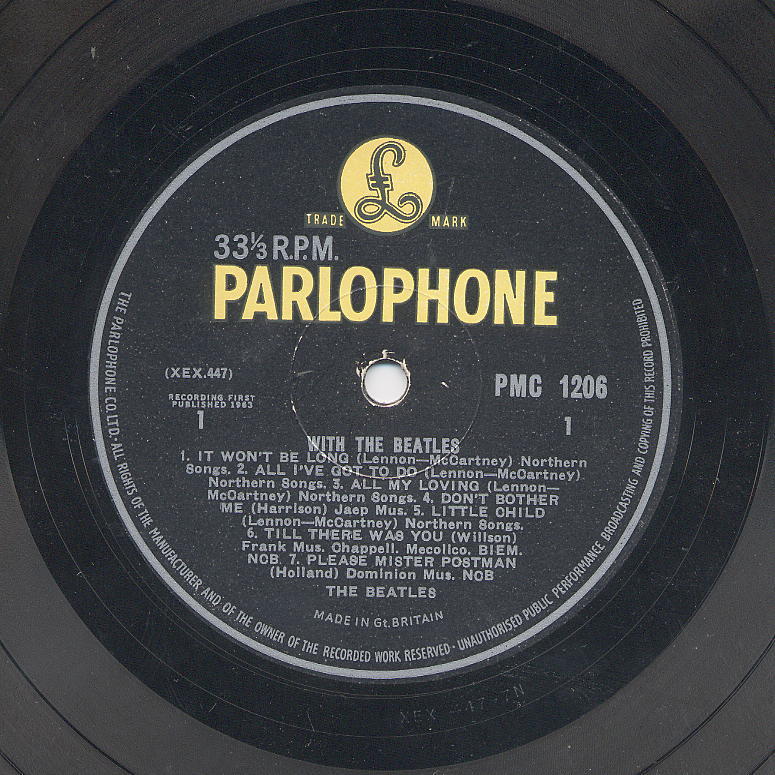 £
TRADE MARK
33⅓ R.P.M.
PARLOPHONE
(XEX.447)
PMC 1206
RECORDING FIRST
PUBLISHED 1963
1
1
WITH THE BEATLES
1. IT WON'T BE LONG (Lennon—McCartney) Northern
Songs. 2. ALL I'VE GOT TO DO (Lennon—McCartney)
Northern Songs. 3. ALL MY LOVING (Lennon—
McCartney) Northern Songs. 4. DON'T BOTHER
ME (Harrison) Jaep Mus. 5. LITTLE CHILD
(Lennon—McCartney) Northern Songs.
6. TILL THERE WAS YOU (Willson)
Frank Mus. Chappell. Mecolico. BIEM.
NOB. 7. PLEASE MISTER POSTMAN
(Holland) Dominion Mus. NOB
THE BEATLES
MADE IN Gt. BRITAIN
THE PARLOPHONE CO. LTD. · ALL RIGHTS OF THE MANUFACTURER AND OF THE OWNER OF THE RECORDED WORK RESERVED · UNAUTHORISED PUBLIC PERFORMANCE BROADCASTING AND COPYING OF THIS RECORD PROHIBITED
XEX 47-7N